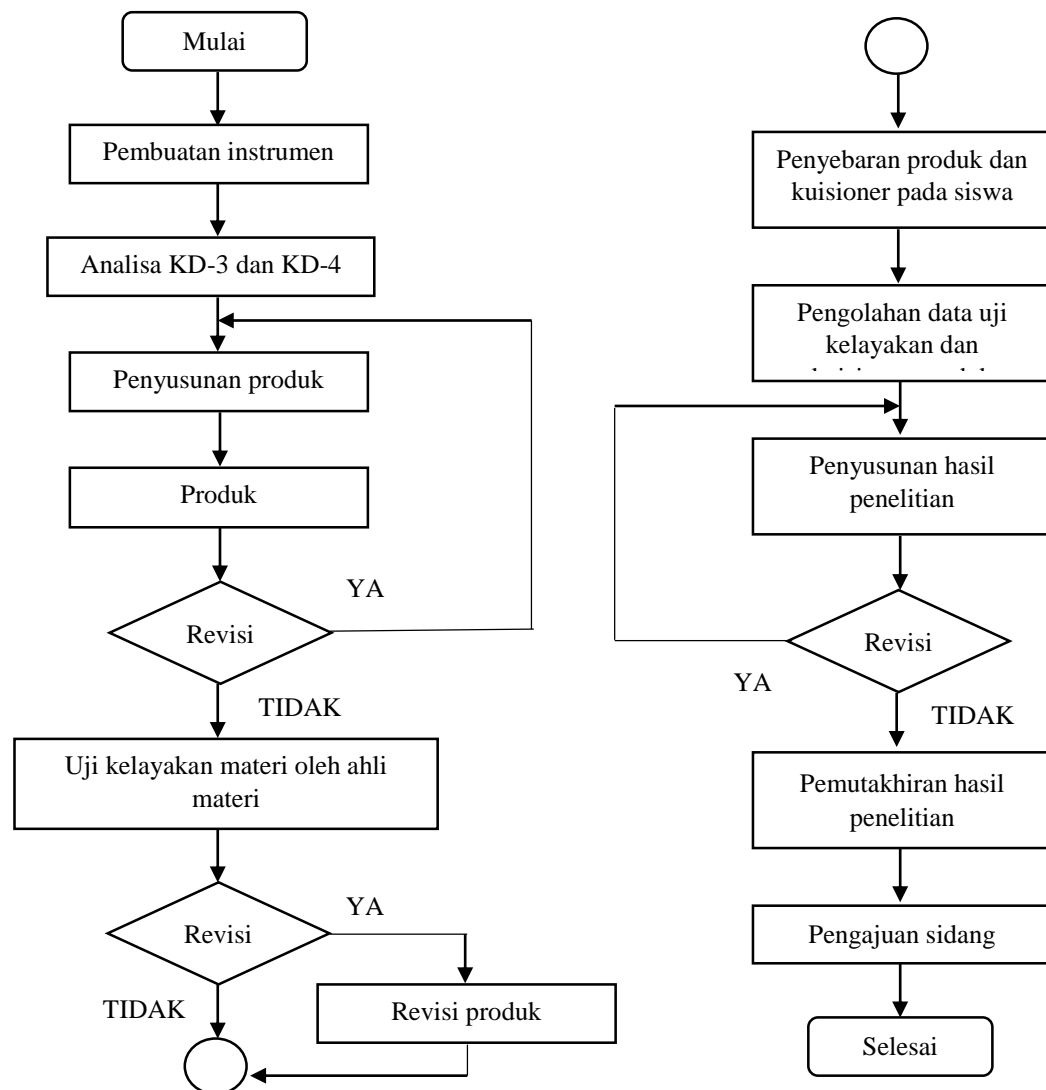 Mulai
Pembuatan instrumen
Analisa KD-3 dan KD-4
Penyusunan produk
Produk
YA
Revisi
TIDAK
Uji kelayakan materi oleh ahli
materi
YA
Revisi
TIDAK
Revisi produk
Penyebaran produk dan
kuisioner pada siswa
Pengolahan data uji
kelayakan dan
Penyusunan hasil
penelitian
Revisi
YA
TIDAK
Pemutakhiran hasil
penelitian
Pengajuan sidang
Selesai